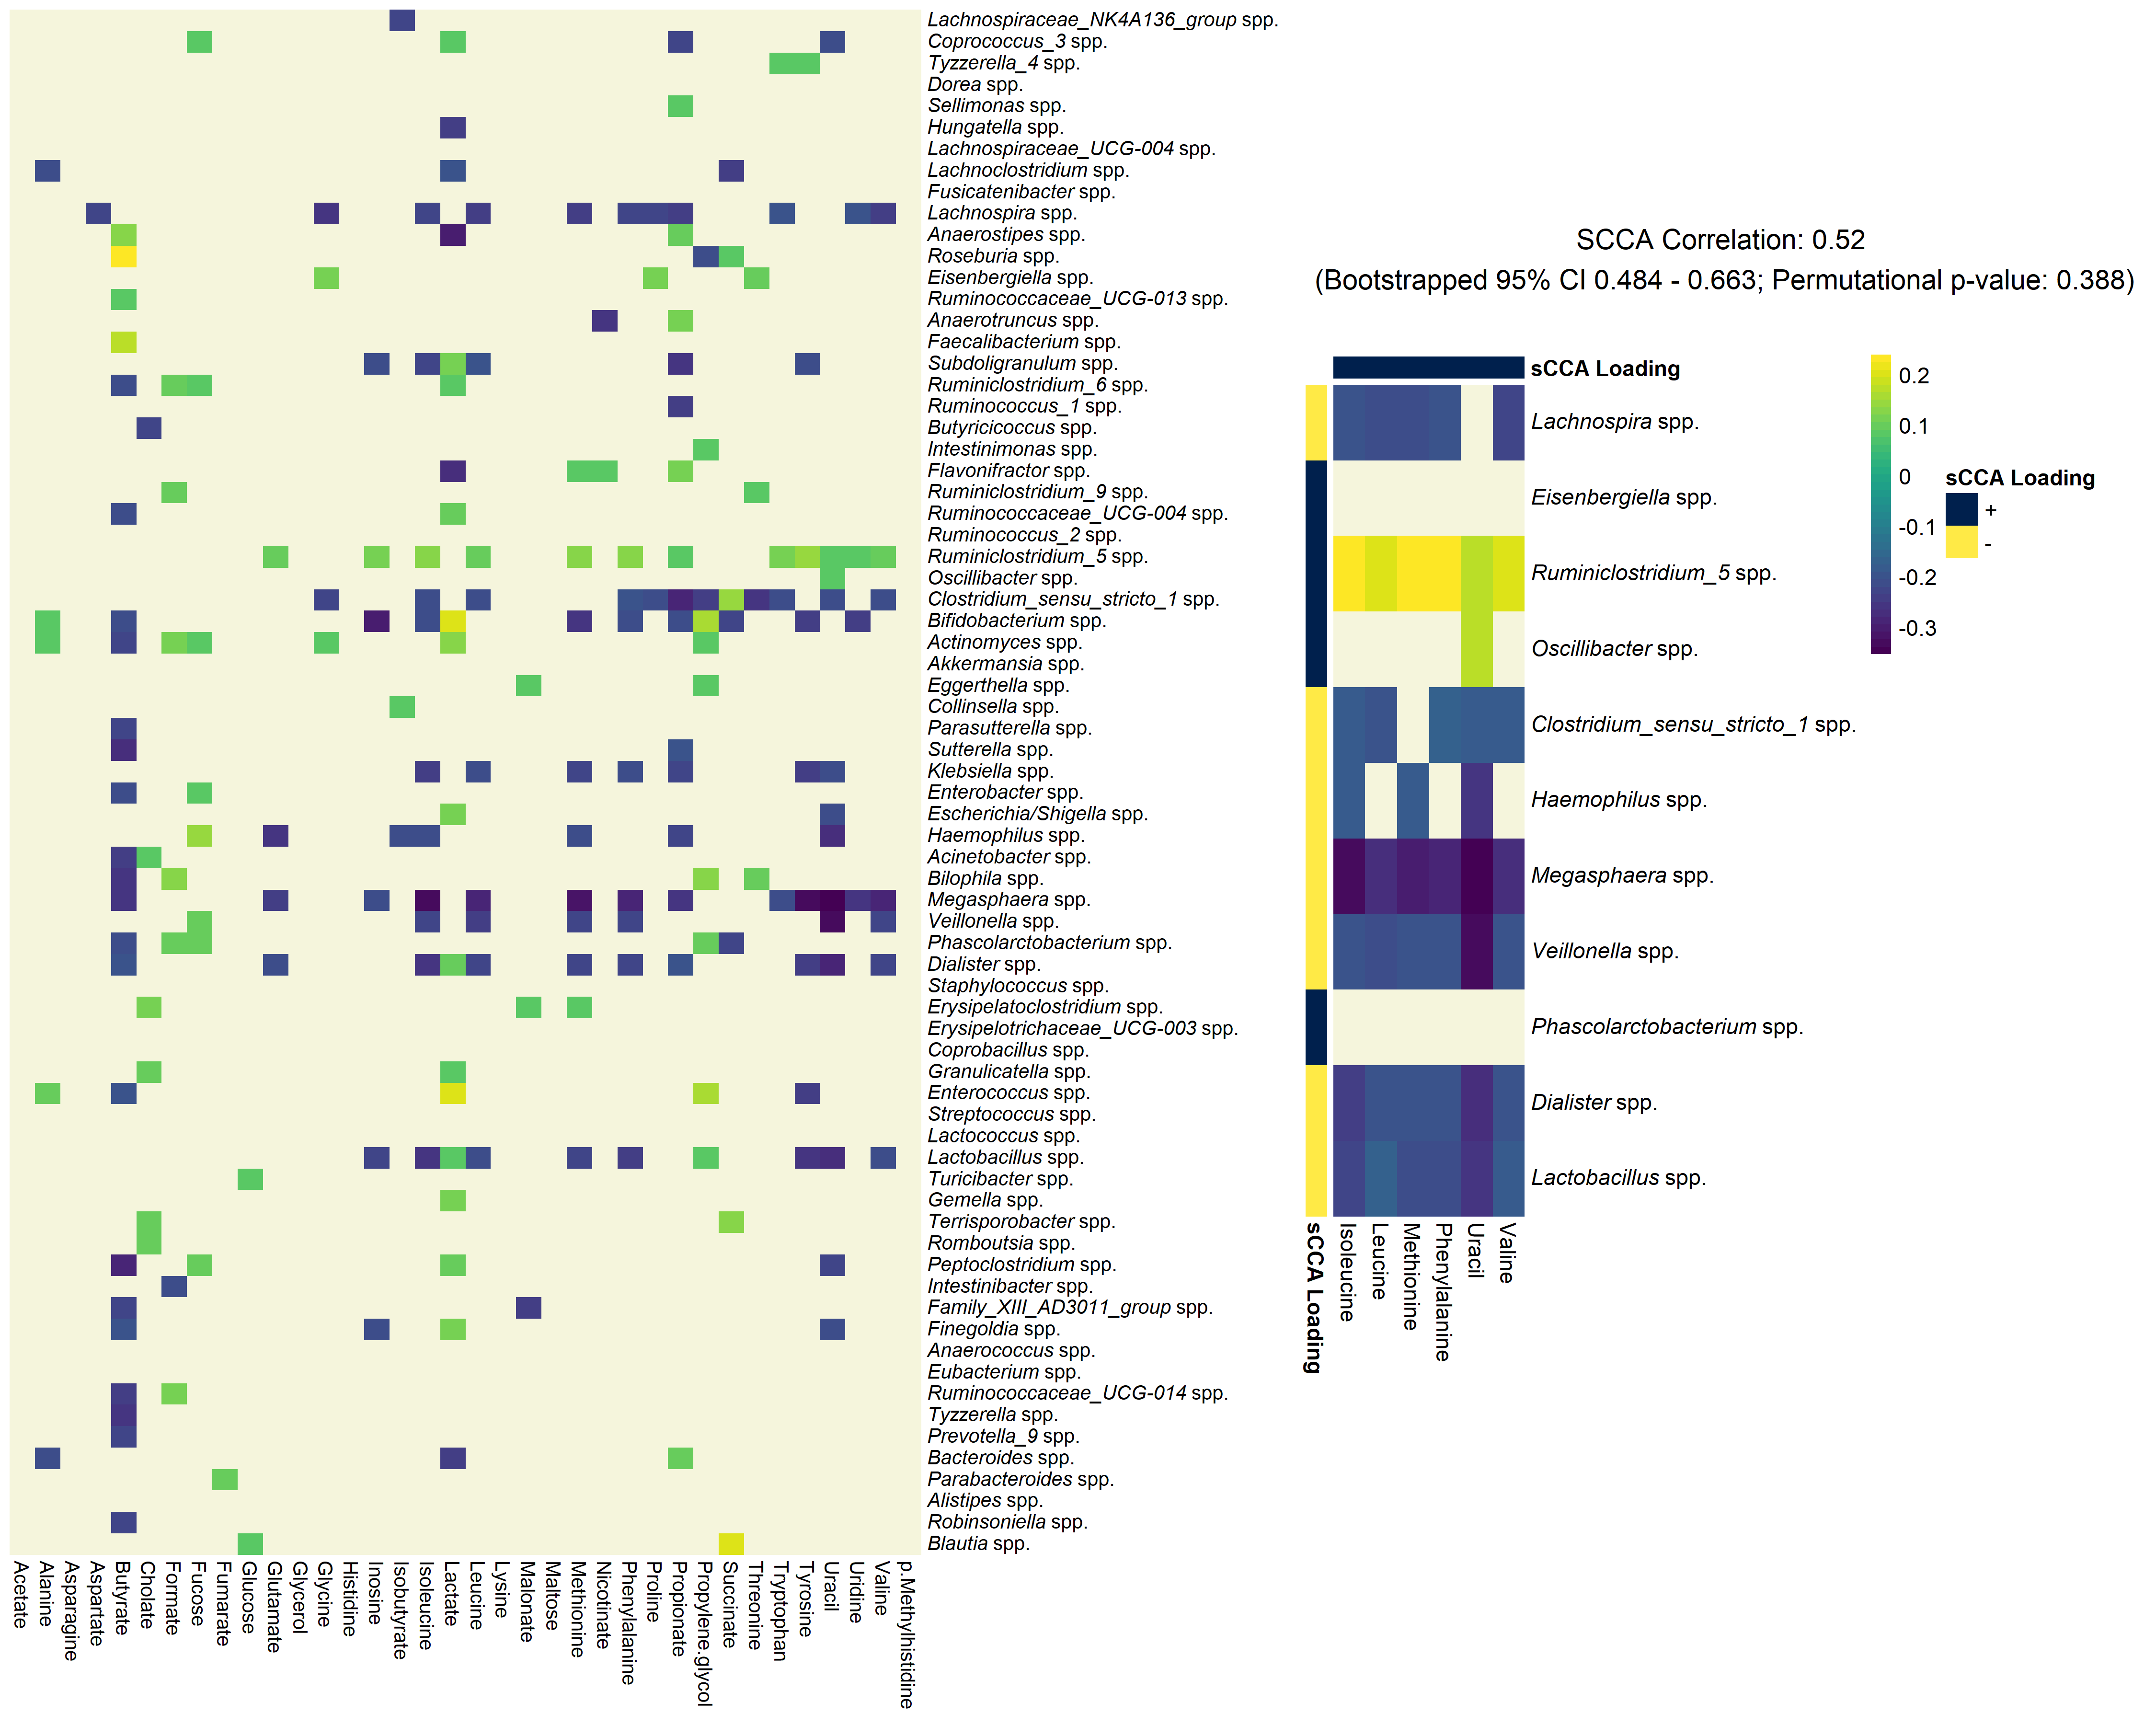 Lachnospiraceae_NK4A136_group spp.
Coprococcus_3 spp.
Tyzzerella_4 spp.
Dorea spp.
Sellimonas spp.
Hungatella spp.
Lachnospiraceae_UCG-004 spp.
Lachnoclostridium spp.
Fusicatenibacter spp.
Lachnospira spp.
Anaerostipes spp.
Roseburia spp.
Eisenbergiella spp.
Ruminococcaceae_UCG-013 spp.
Anaerotruncus spp.
Faecalibacterium spp.
Subdoligranulum spp.
Ruminiclostridium_6 spp.
Ruminococcus_1 spp.
Butyricicoccus spp.
Intestinimonas spp.
Flavonifractor spp.
Ruminiclostridium_9 spp.
Ruminococcaceae_UCG-004 spp.
Ruminococcus_2 spp.
Ruminiclostridium_5 spp.
Oscillibacter spp.
Clostridium_sensu_stricto_1 spp.
Bifidobacterium spp.
Actinomyces spp.
Akkermansia spp.
Eggerthella spp.
Collinsella spp.
Parasutterella spp.
Sutterella spp.
Klebsiella spp.
Enterobacter spp.
Escherichia/Shigella spp.
Haemophilus spp.
Acinetobacter spp.
Bilophila spp.
Megasphaera spp.
Veillonella spp.
Phascolarctobacterium spp.
Dialister spp.
Staphylococcus spp.
Erysipelatoclostridium spp.
Erysipelotrichaceae_UCG-003 spp.
Coprobacillus spp.
Granulicatella spp.
Enterococcus spp.
Streptococcus spp.
Lactococcus spp.
Lactobacillus spp.
Turicibacter spp.
Gemella spp.
Terrisporobacter spp.
Romboutsia spp.
Peptoclostridium spp.
Intestinibacter spp.
Family_XIII_AD3011_group spp.
Finegoldia spp.
Anaerococcus spp.
Eubacterium spp.
Ruminococcaceae_UCG-014 spp.
Tyzzerella spp.
Prevotella_9 spp.
Bacteroides spp.
Parabacteroides spp.
Alistipes spp.
Robinsoniella spp.
Blautia spp.
Acetate
Alanine
Asparagine
Aspartate
Butyrate
Cholate
Formate
Fucose
Fumarate
Glucose
Glutamate
Glycerol
Glycine
Histidine
Inosine
Isobutyrate
Isoleucine
Lactate
Leucine
Lysine
Malonate
Maltose
Methionine
Nicotinate
Phenylalanine
Proline
Propionate
Propylene.glycol
Succinate
Threonine
Tryptophan
Tyrosine
Uracil
Uridine
Valine
p.Methylhistidine
SCCA Correlation: 0.52
(Bootstrapped 95% CI 0.484 - 0.663; Permutational p-value: 0.388)
sCCA Loading
Lachnospira spp.
Eisenbergiella spp.
Ruminiclostridium_5 spp.
Oscillibacter spp.
Clostridium_sensu_stricto_1 spp.
Haemophilus spp.
Megasphaera spp.
Veillonella spp.
Phascolarctobacterium spp.
Dialister spp.
Lactobacillus spp.
sCCA Loading
Isoleucine
Leucine
Methionine
Phenylalanine
Uracil
Valine
0.2
0.1
0
-0.1
-0.2
-0.3
sCCA Loading
+
-